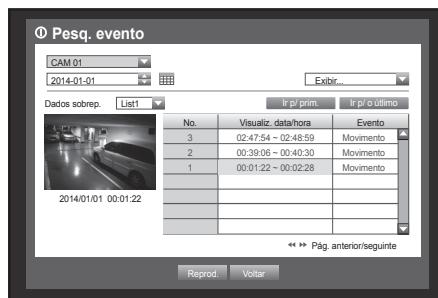 Pesq. evento
CAM 01
2014-01-01
Exibir...
Dados sobrep. List1 Ir p/ prim. Ir p/ o útlimo
No. Visualiz. data/hora Evento
3 02:47:54 ~ 02:48:59 Movimento
2 00:39:06 ~ 00:40:30 Movimento
1 00:01:22 ~ 00:02:28 Movimento
2014/01/01 00:01:22
Pág. anterior/seguinte
Reprod. Voltar